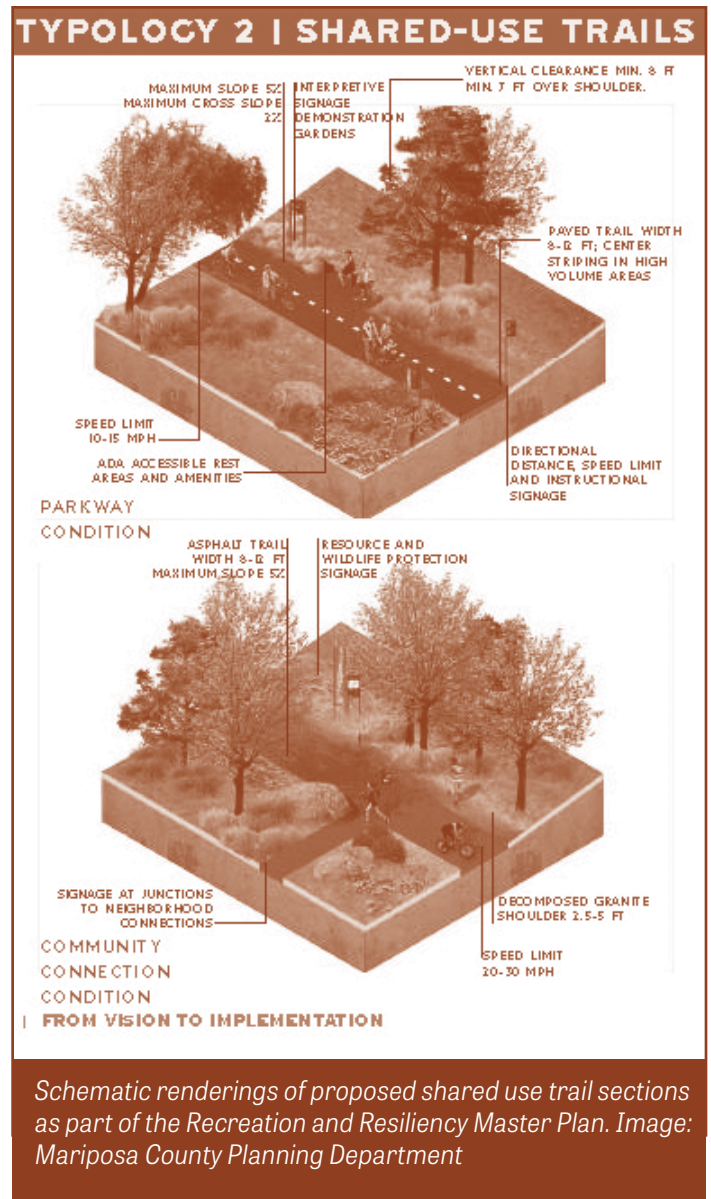 TYPOLOGY 2 | SHARED-USE TRAILS
MAXIMUM SLOPE 5%
MAXIMUM CROSS SLOPE
2%
INTERPRETIVE
SIGNAGE
DEMONSTRATION
GARDENS
VERTICAL CLEARANCE MIN. 8 FT
MIN. 7 FT OVER SHOULDER.
PAVED TRAIL WIDTH
8-12 FT; CENTER
STRIPING IN HIGH
VOLUME AREAS
SPEED LIMIT
10-15 MPH
ADA ACCESSIBLE REST
AREAS AND AMENITIES
DIRECTIONAL
DISTANCE, SPEED LIMIT
AND INSTRUCTIONAL
SIGNAGE
PARKWAY
CONDITION
ASPHALT TRAIL
WIDTH 8-12 FT
MAXIMUM SLOPE 5%
RESOURCE AND
WILDLIFE PROTECTION
SIGNAGE
SIGNAGE AT JUNCTIONS
TO NEIGHBORHOOD
CONNECTIONS
DECOMPOSED GRANITE
SHOULDER 2.5-5 FT
SPEED LIMIT
20-30 MPH
COMMUNITY
CONNECTION
CONDITION
| FROM VISION TO IMPLEMENTATION
Schematic renderings of proposed shared use trail sections
as part of the Recreation and Resiliency Master Plan. Image:
Mariposa County Planning Department